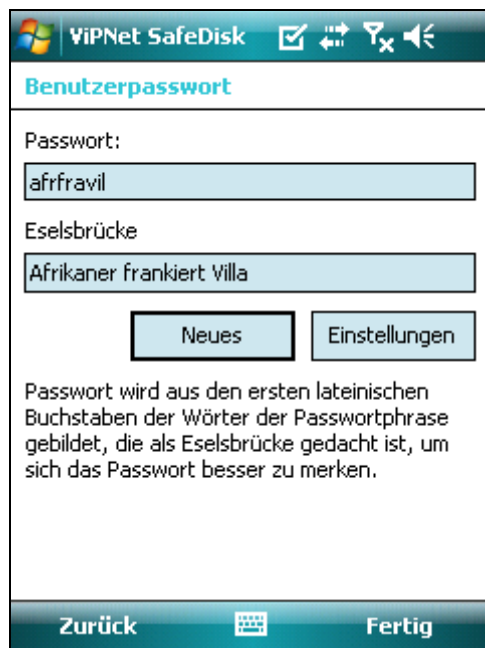 ViPNet SafeDisk
Benutzerpasswort
Passwort:
afrfravil
Eselsbrücke
Afrikaner frankiert Villa
Neues Einstellungen
Passwort wird aus den ersten lateinischen
Buchstaben der Wörter der Passwortphrase
gebildet, die als Eselsbrücke gedacht ist, um
sich das Passwort besser zu merken.
Zurück Fertig